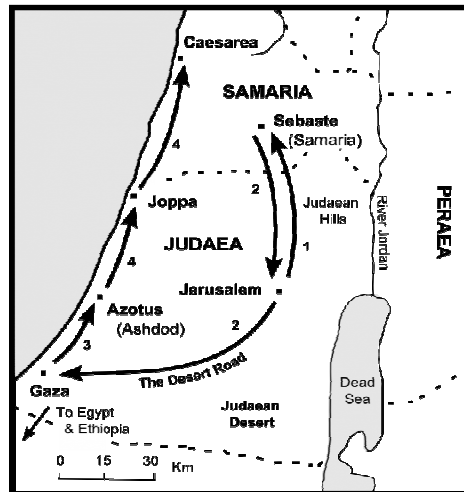 Caesarea
SAMARIA
Sebaste
(Samaria)
4
2
Joppa
Judaean
Hills
River Jordan
PERAEA
JUDAEA
1
4
Jerusalem
Azotus
(Ashdod)
2
3
The Desert Road
Gaza
Dead
Sea
To Egypt
& Ethiopia
Judaean
Desert
0 15 30 Km